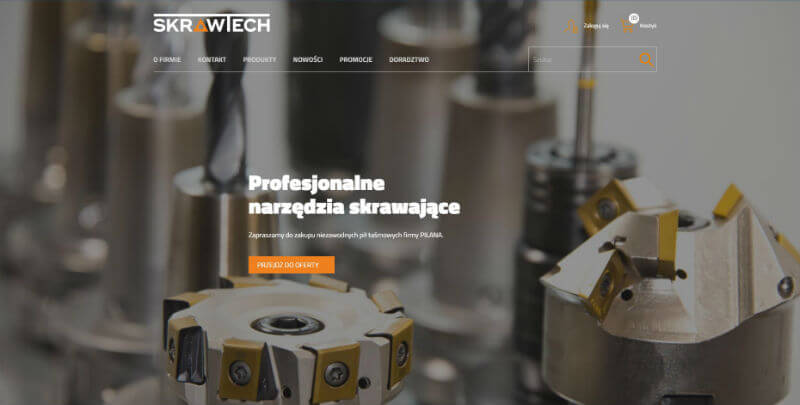 SKRAWTECH
Zaloguj się
Koszyk
O FIRMIE KONTAKT PRODUKTY NOWOŚCI PROMOCJE DORADZTWO
Szukaj
Profesjonalne
narzędzia skrawające
Zapraszamy do zakupu niezawodnych pił taśmowych firmy PILANA.
PRZEJDŹ DO OFERTY